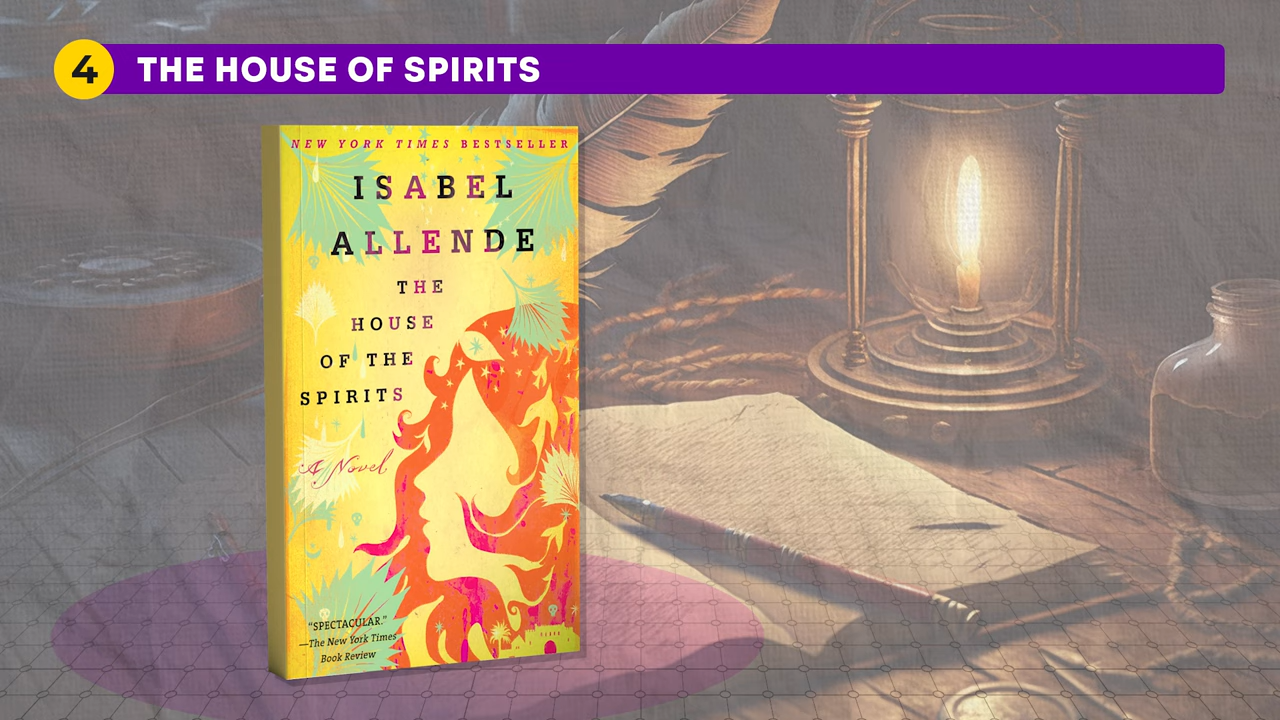 4
THE HOUSE OF SPIRITS
NEW YORK TIMES BESTSELLER
ISABEL
ALLENDE
THE
HOUSE
OF THE
SPIRITS
A Novel
“SPECTACULAR.”
—The New York Times
Book Review